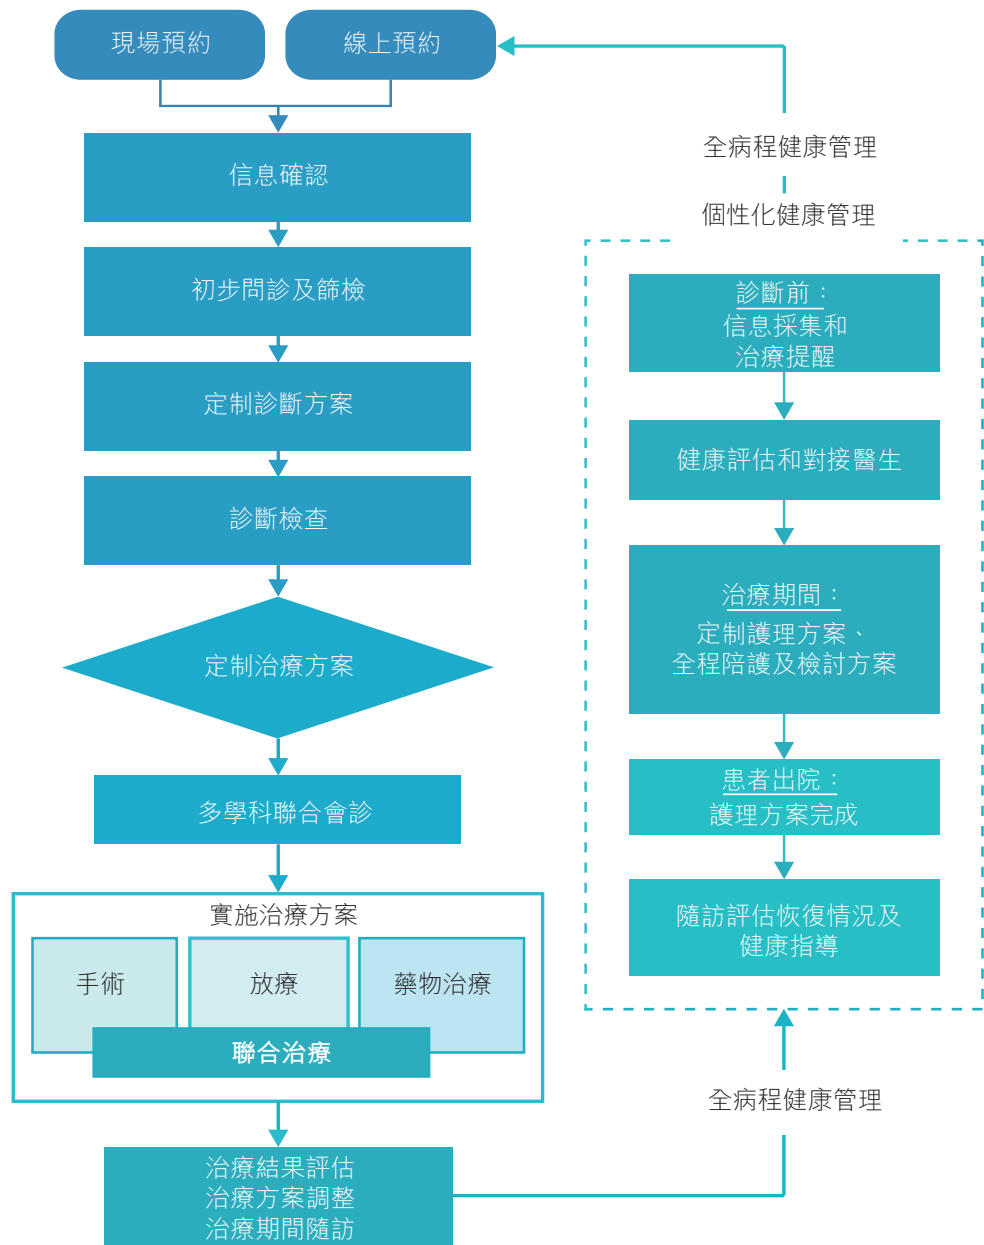 現場預約
線上預約
信息確認
初步問診及篩檢
定制診斷方案
診斷檢查
定制治療方案
多學科聯合會診
實施治療方案
手術
放療
藥物治療
聯合治療
治療結果評估
治療方案調整
治療期間隨訪
全病程健康管理
個性化健康管理
診斷前：
信息採集和
治療提醒
健康評估和對接醫生
治療期間：
定制護理方案、
全程陪護及檢討方案
患者出院：
護理方案完成
隨訪評估恢復情況及
健康指導
全病程健康管理